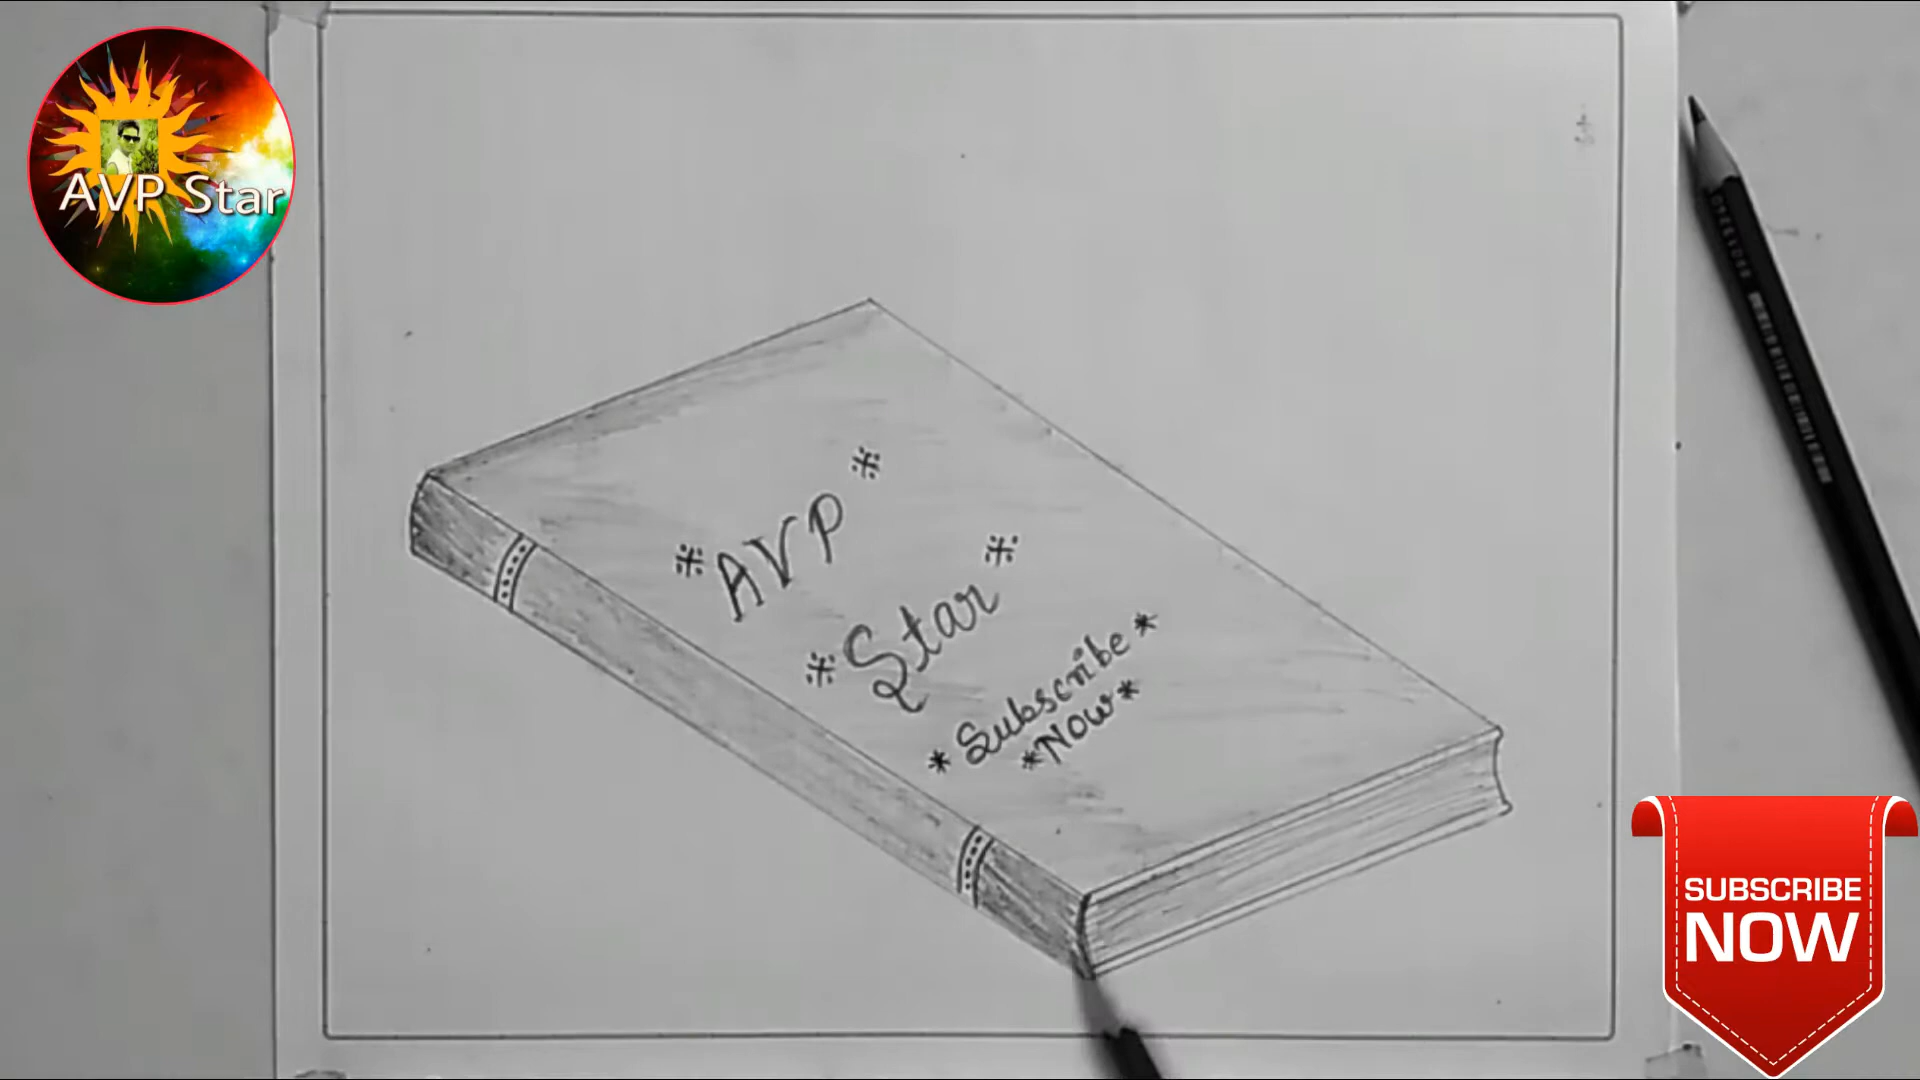 AVP Star
※AVP※
※Star※
*Subscribe*
*Now*
SUBSCRIBE
NOW